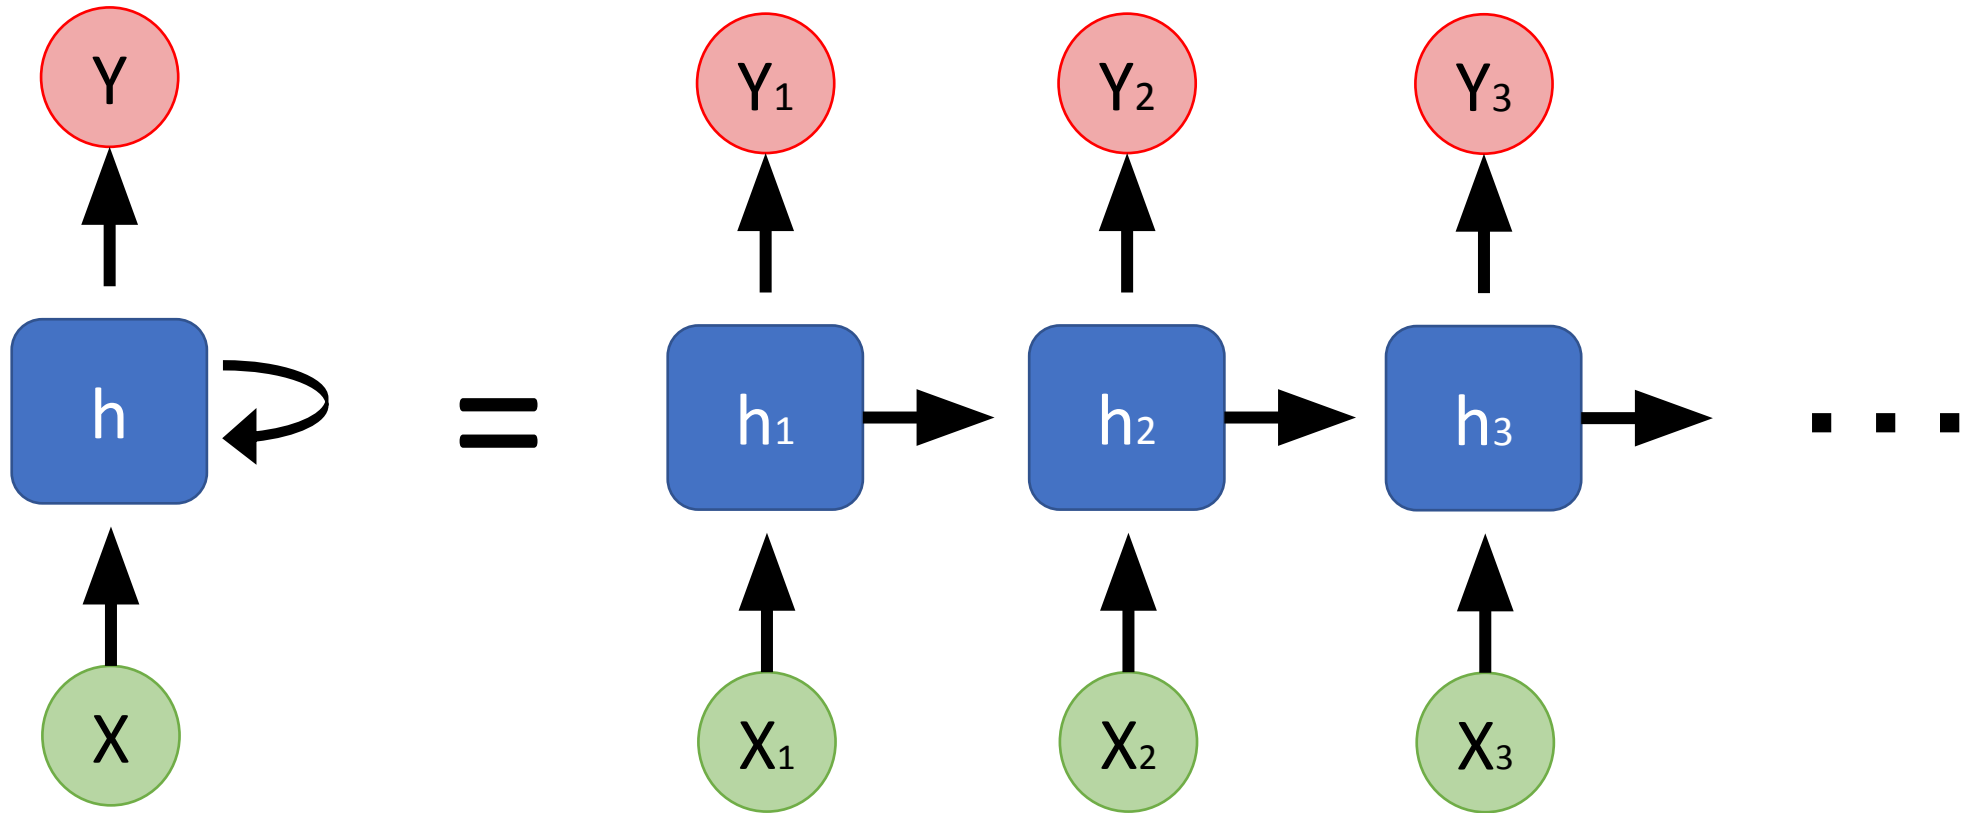 Y Y1 Y2 Y3
h = h1 h2 h3 . . .
X X1 X2 X3